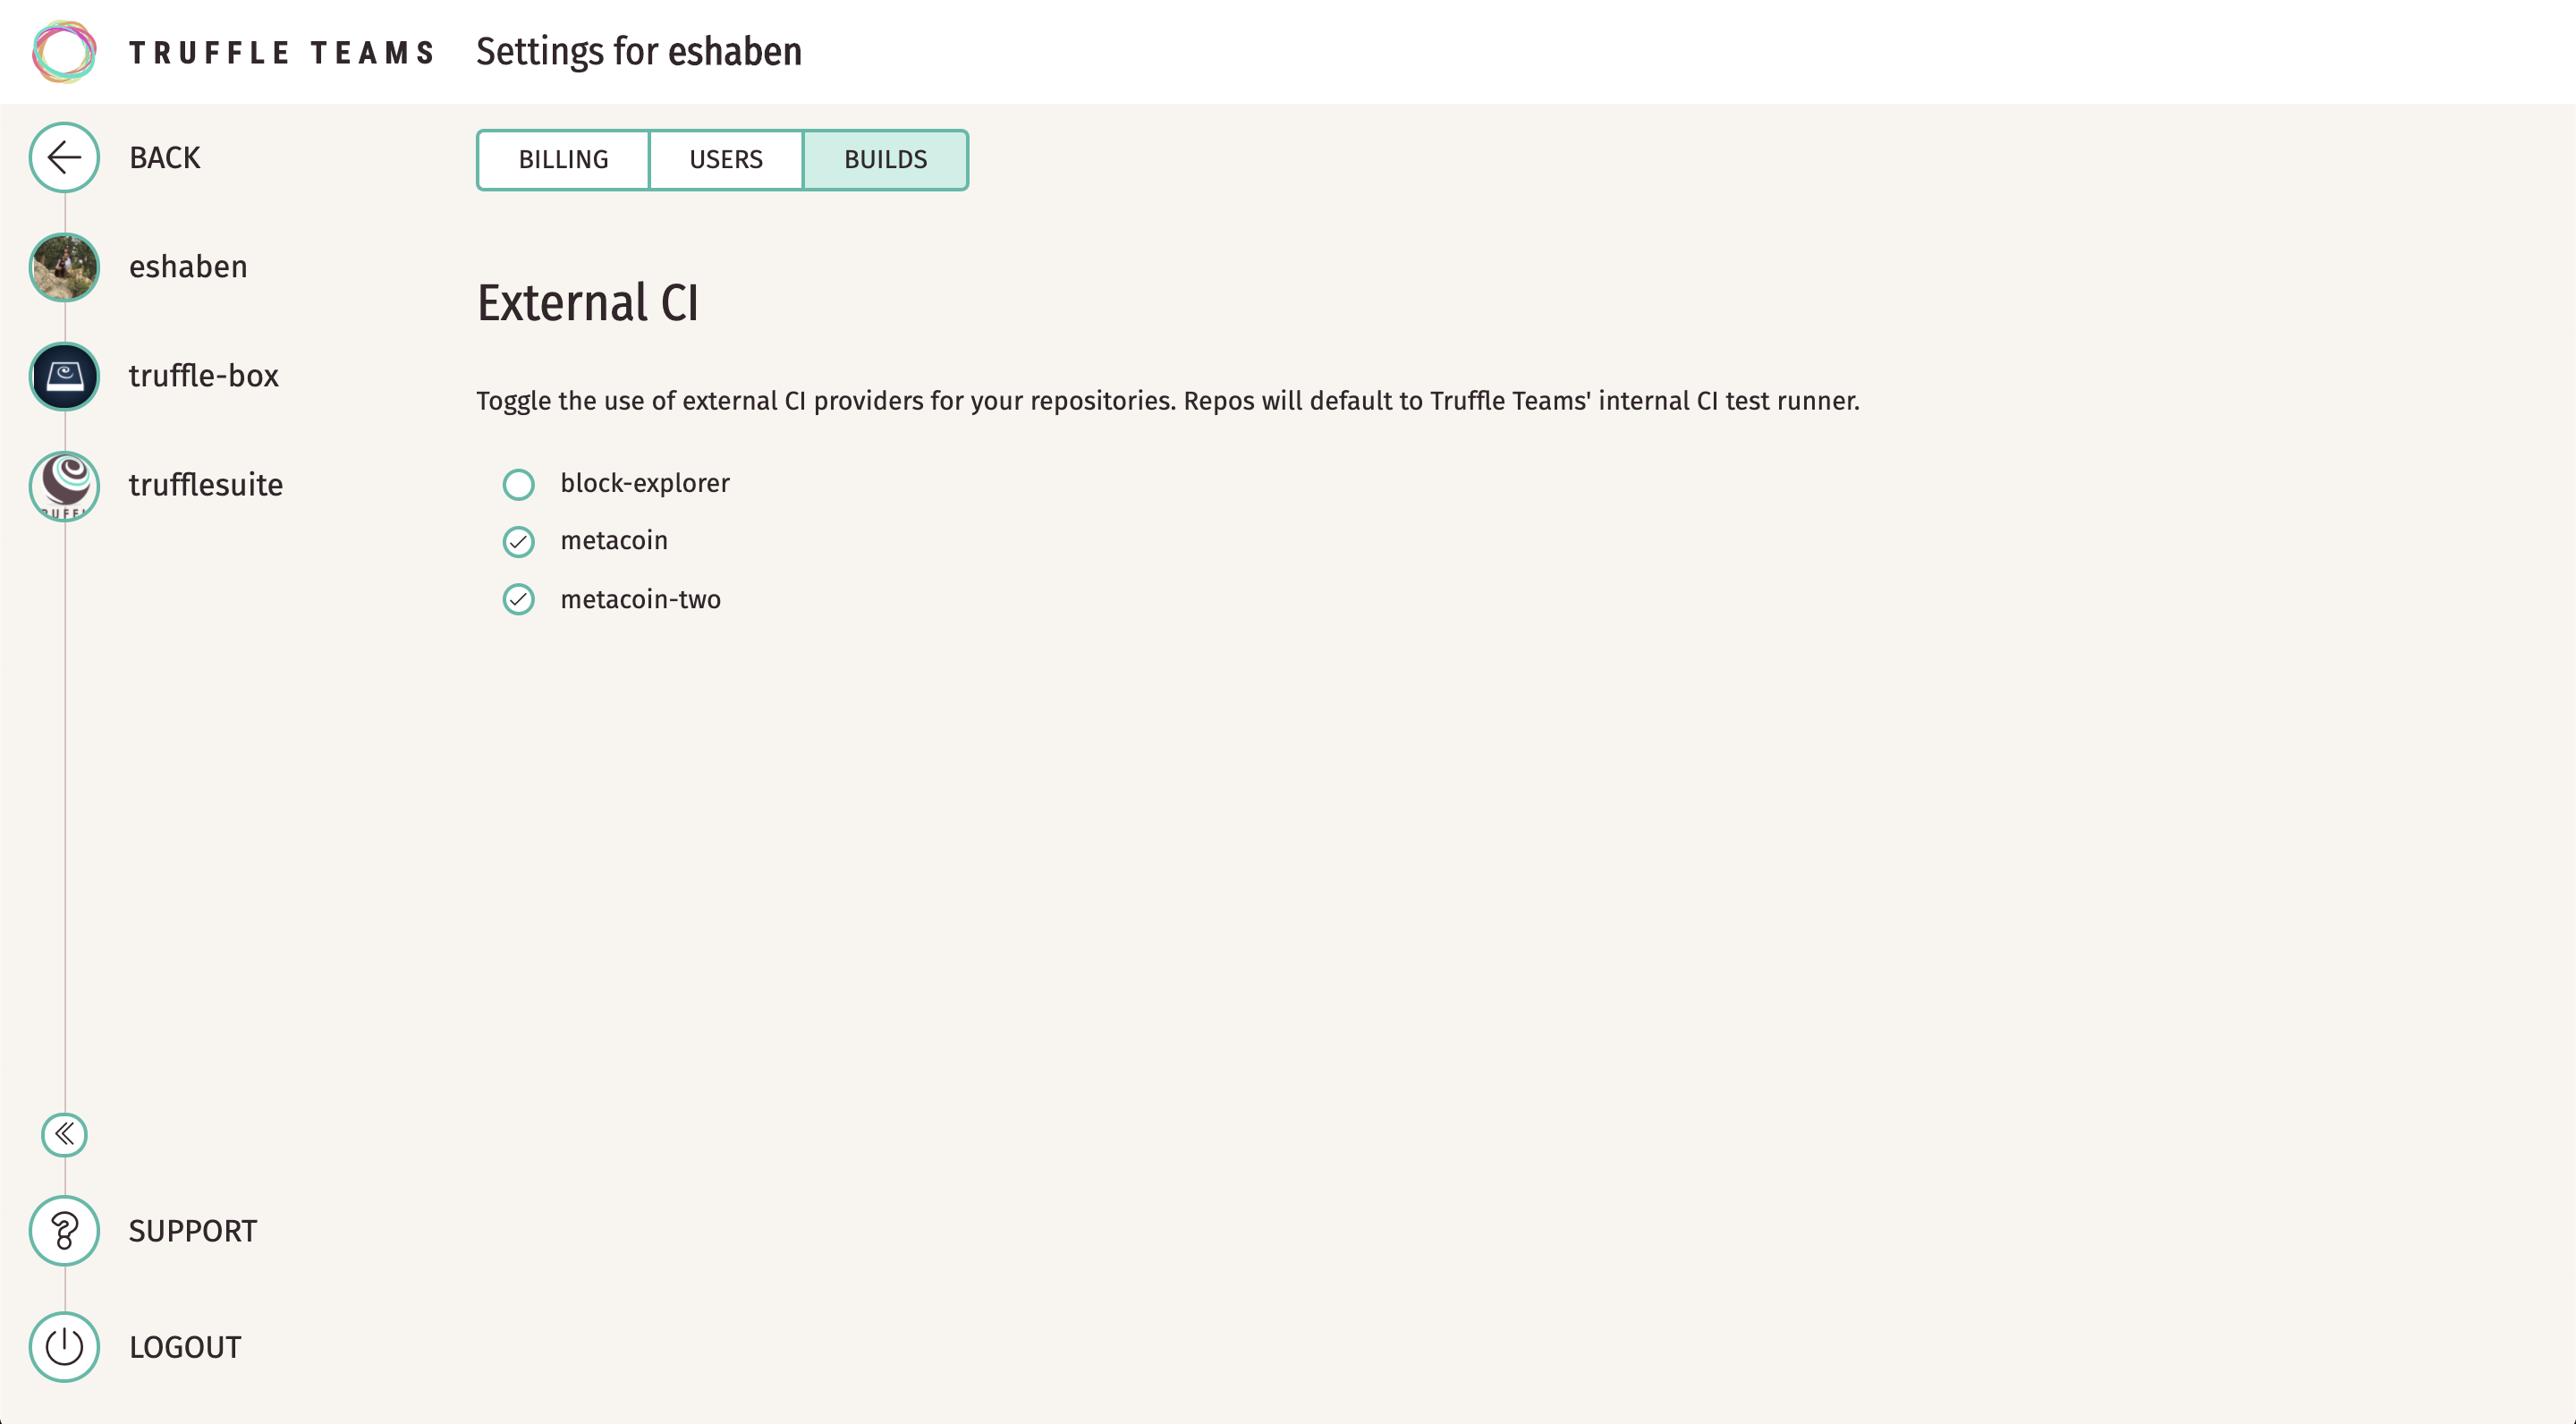 TRUFFLE TEAMS
Settings for eshaben
BACK
eshaben
truffle-box
trufflesuite
BILLING
USERS
BUILDS
External CI
Toggle the use of external CI providers for your repositories. Repos will default to Truffle Teams' internal CI test runner.
block-explorer
metacoin
metacoin-two
SUPPORT
LOGOUT